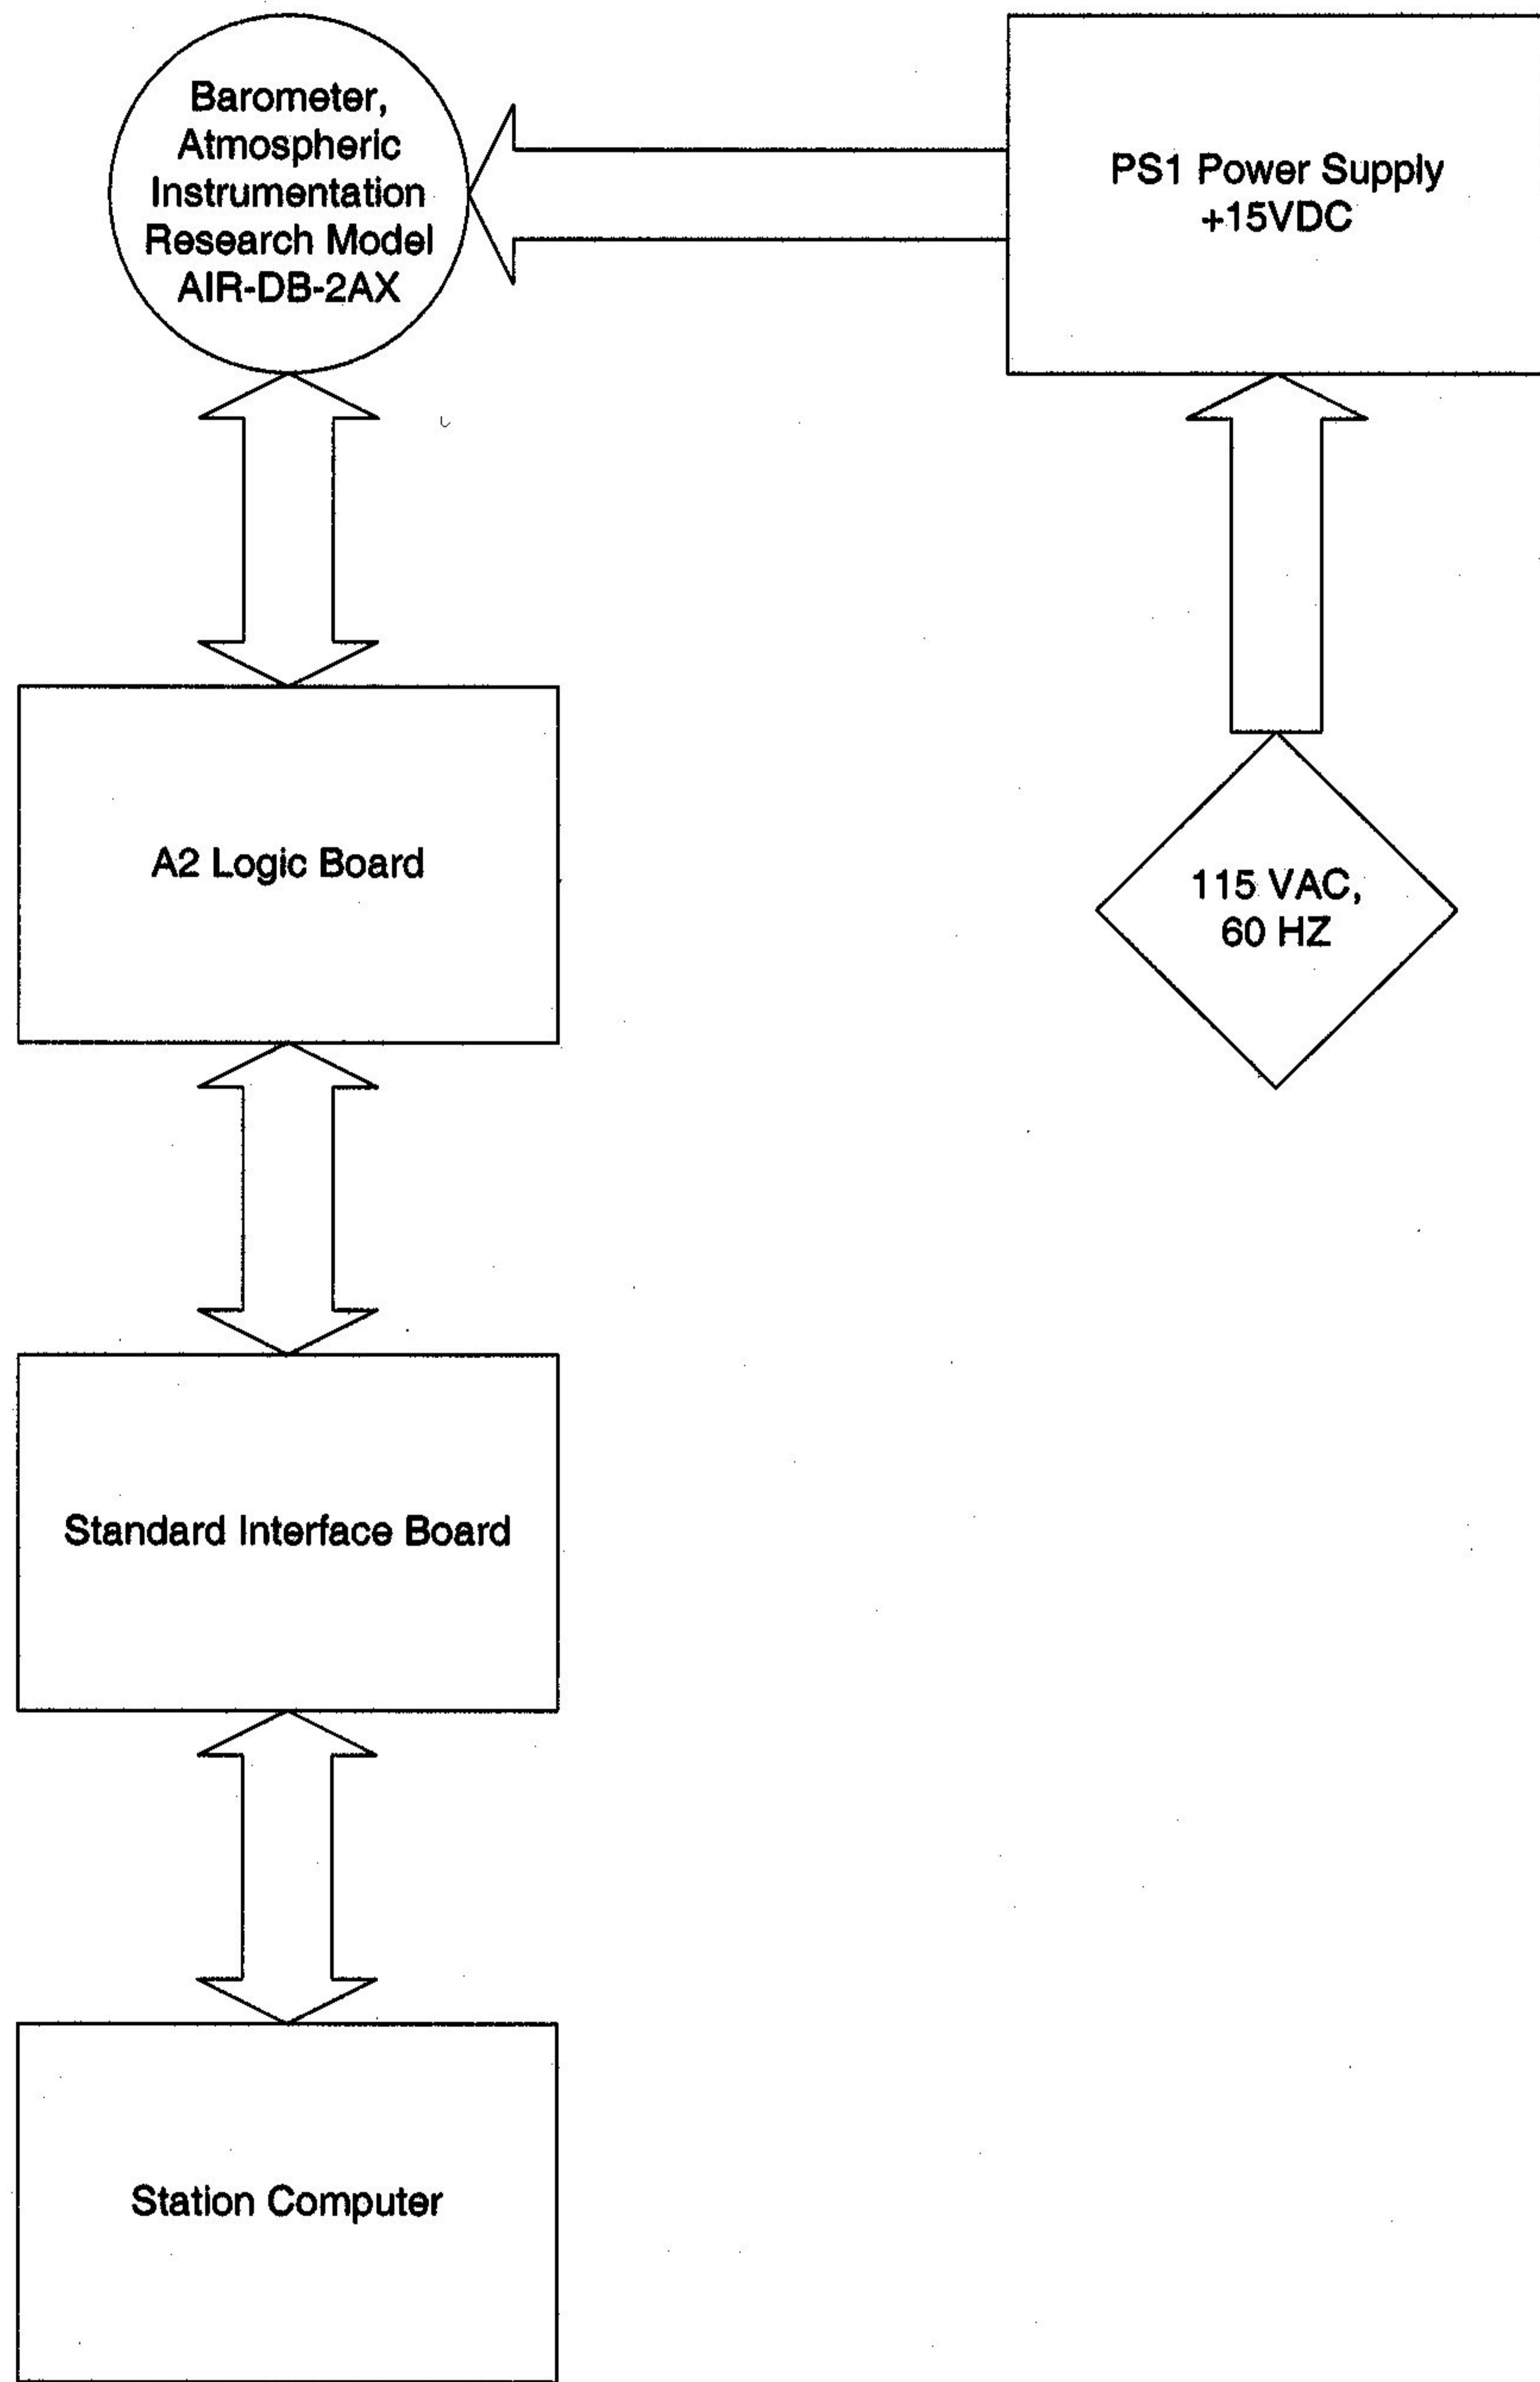 Barometer,
Atmospheric
Instrumentation
Research Model
AIR-DB-2AX
PS1 Power Supply
+15VDC
A2 Logic Board
115 VAC,
60 HZ
Standard Interface Board
Station Computer